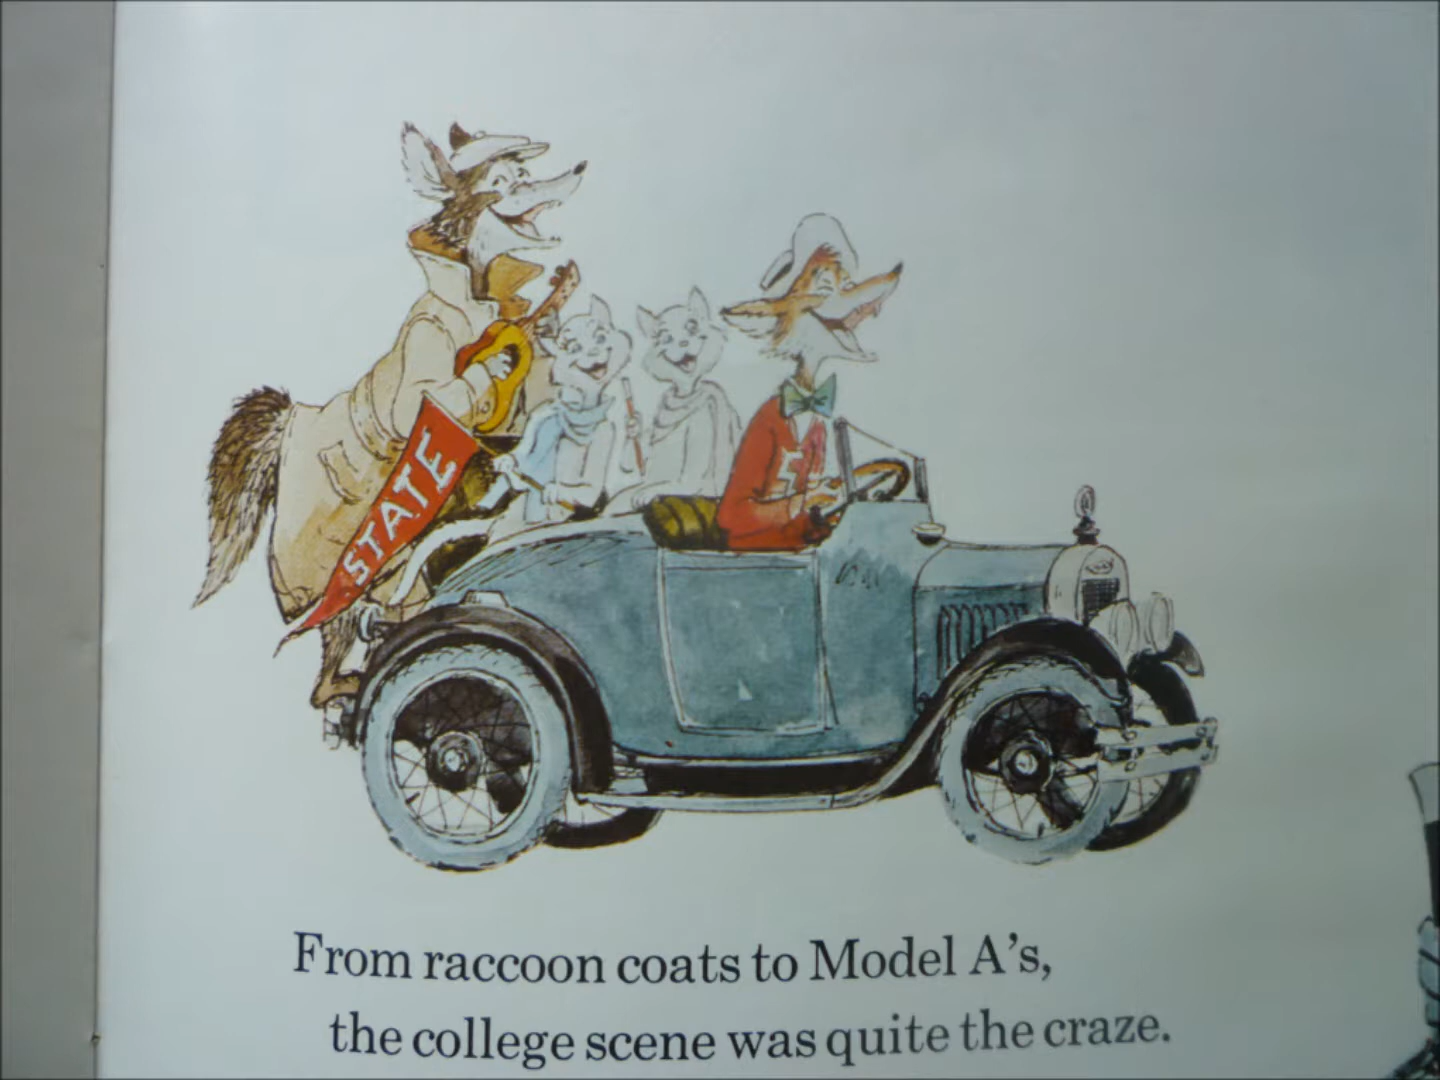 STATE
S
From raccoon coats to Model A's,
the college scene was quite the craze.